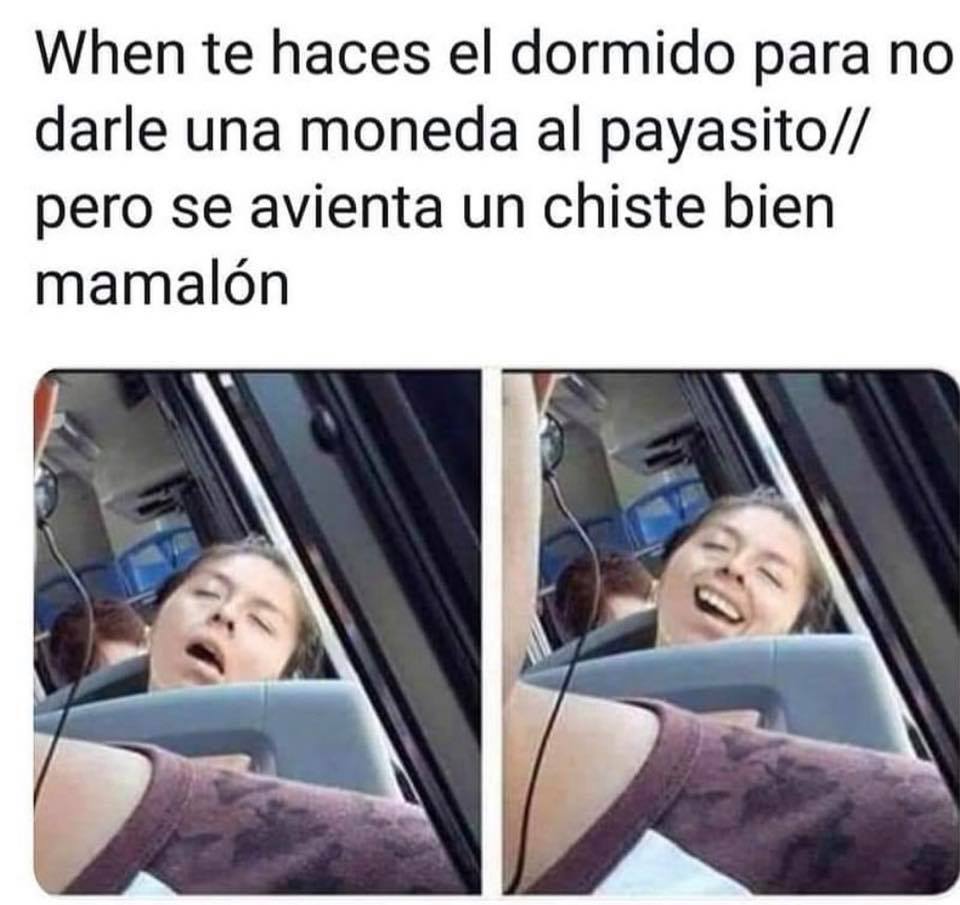 When te haces el dormido para no
darle una moneda al payasito//
pero se avienta un chiste bien
mamalón